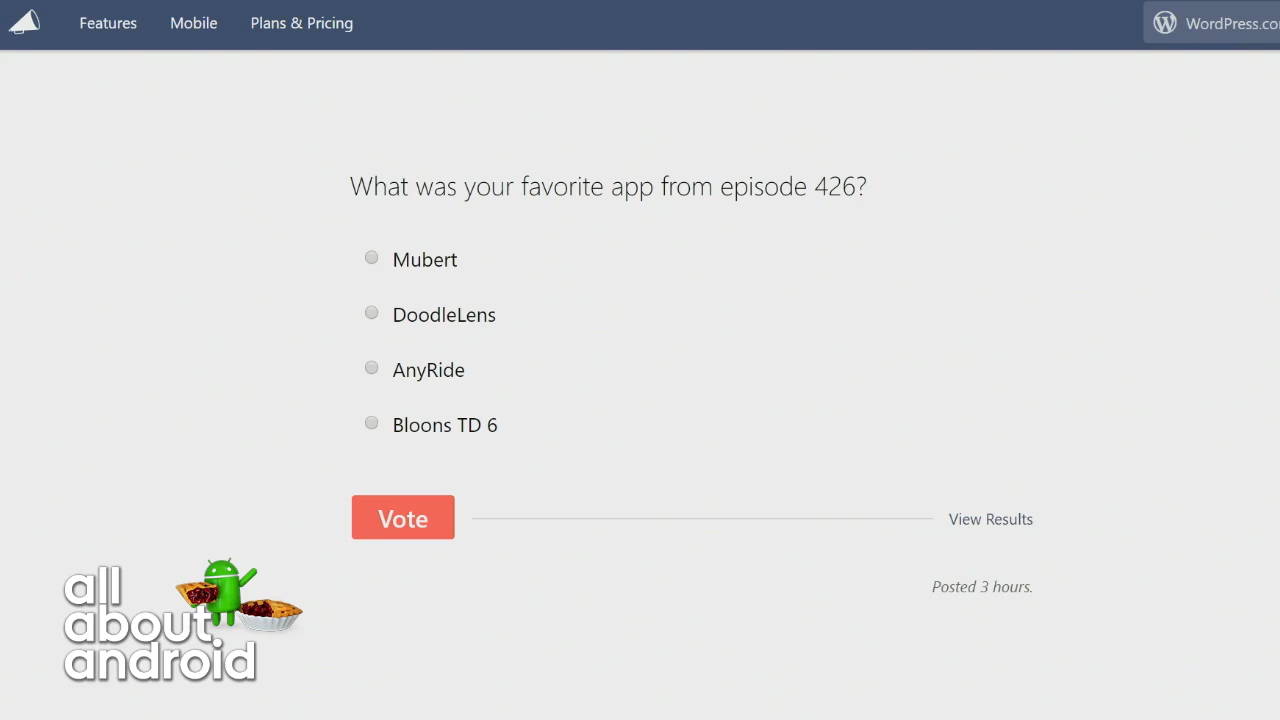 Features Mobile Plans & Pricing WordPress.co
What was your favorite app from episode 426?
Mubert
DoodleLens
AnyRide
Bloons TD 6
Vote View Results
Posted 3 hours.
all
about
android